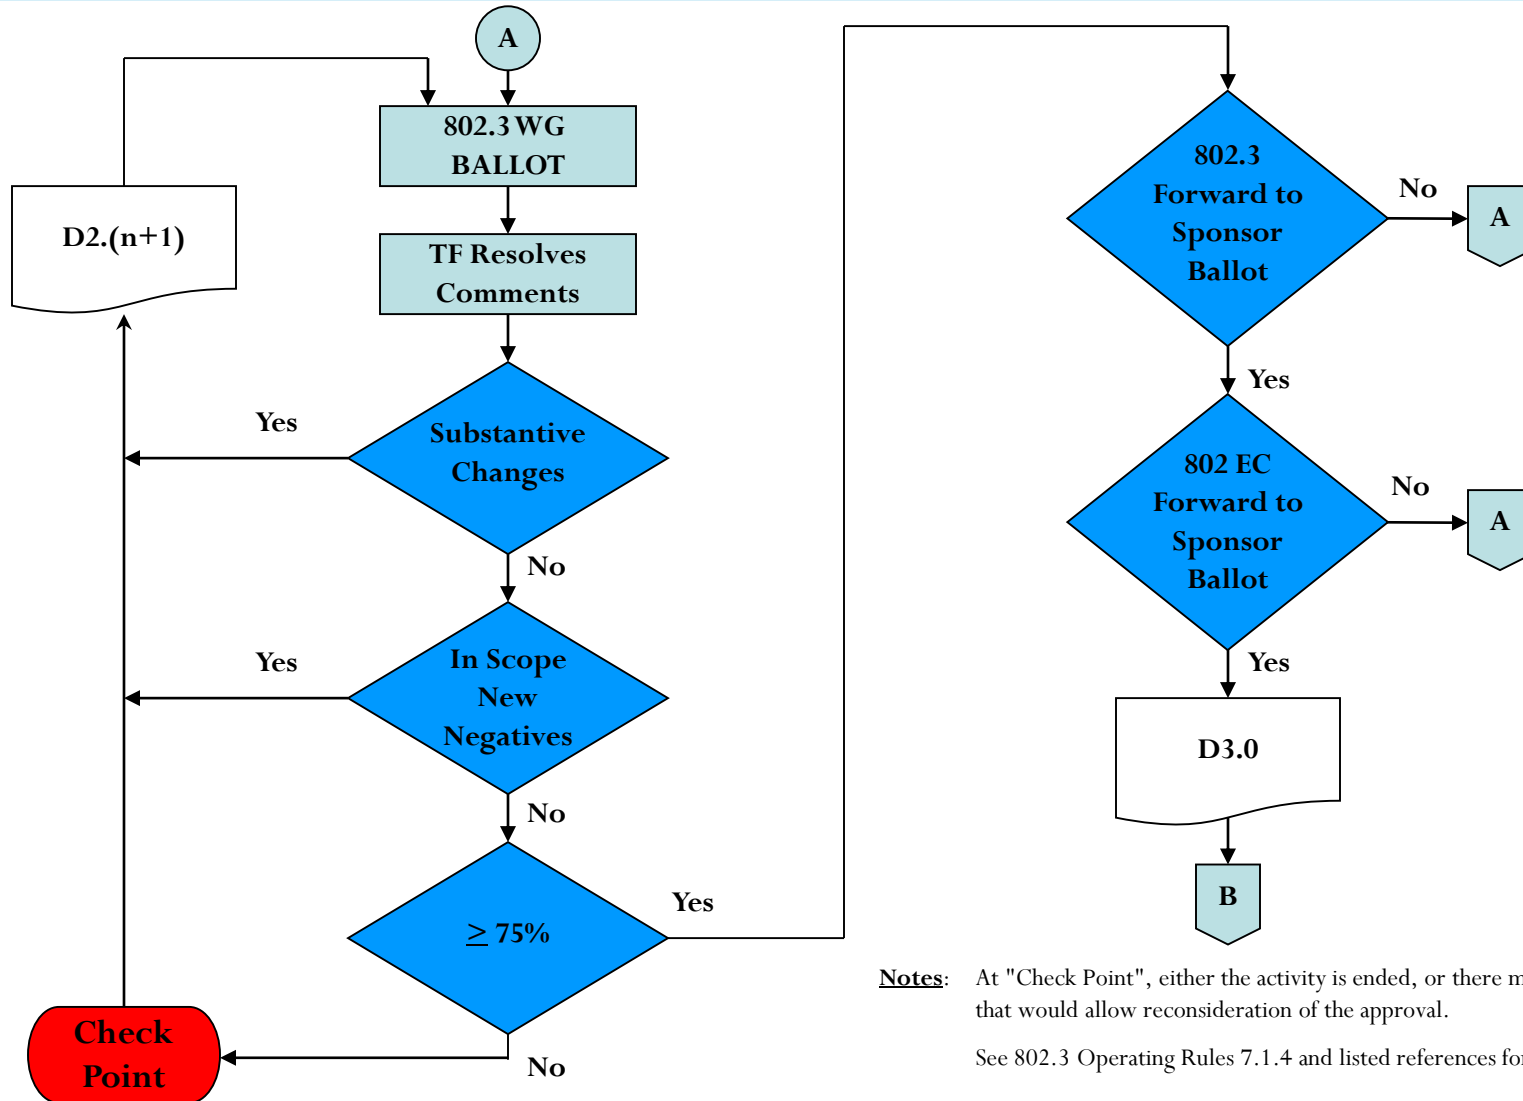 A
802.3 WG
BALLOT
D2.(n+1)
TF Resolves
Comments
Yes
Substantive
Changes
No
Yes
In Scope
New
Negatives
No
≥ 75%
Yes
Check
Point
No
802.3
Forward to
Sponsor
Ballot
No
A
Yes
802 EC
Forward to
Sponsor
Ballot
No
A
Yes
D3.0
B
Notes: At "Check Point", either the activity is ended, or there
that would allow reconsideration of the approval.
See 802.3 Operating Rules 7.1.4 and listed references